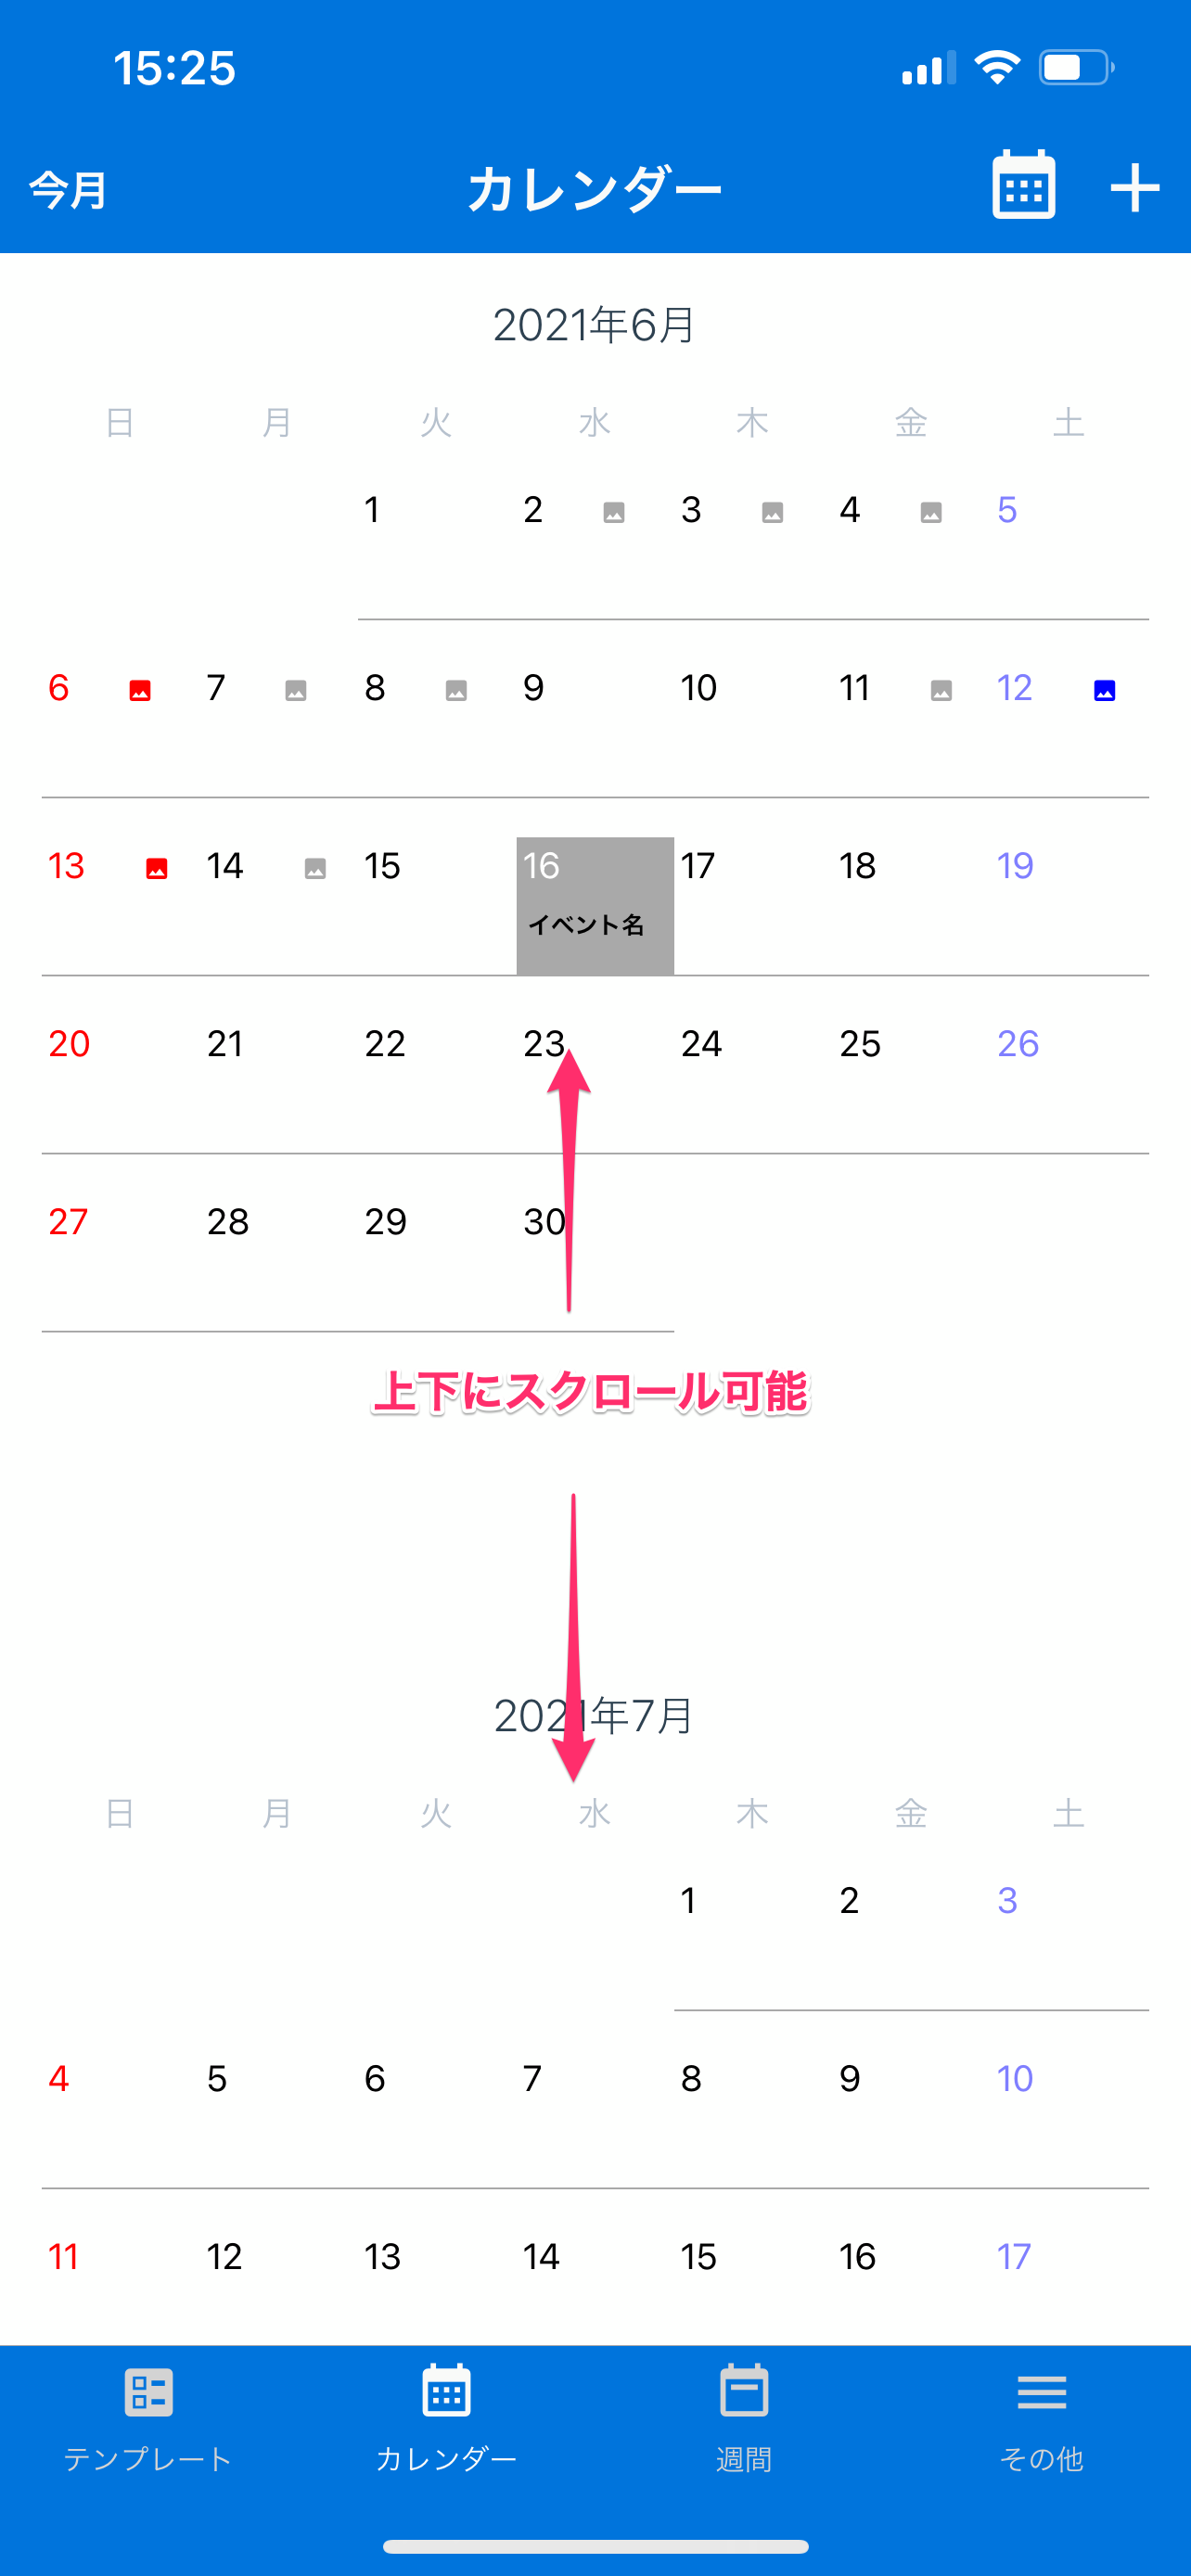 15:25
今月 カレンダー
2021年6月
日 月 火 水 木 金 土
1 2 3 4 5
6 7 8 9 10 11 12
13 14 15 16 17 18 19
イベント名
20 21 22 23 24 25 26
27 28 29 30
上下にスクロール可能
2021年7月
日 月 火 水 木 金 土
1 2 3
4 5 6 7 8 9 10
11 12 13 14 15 16 17
テンプレート カレンダー 週間 その他